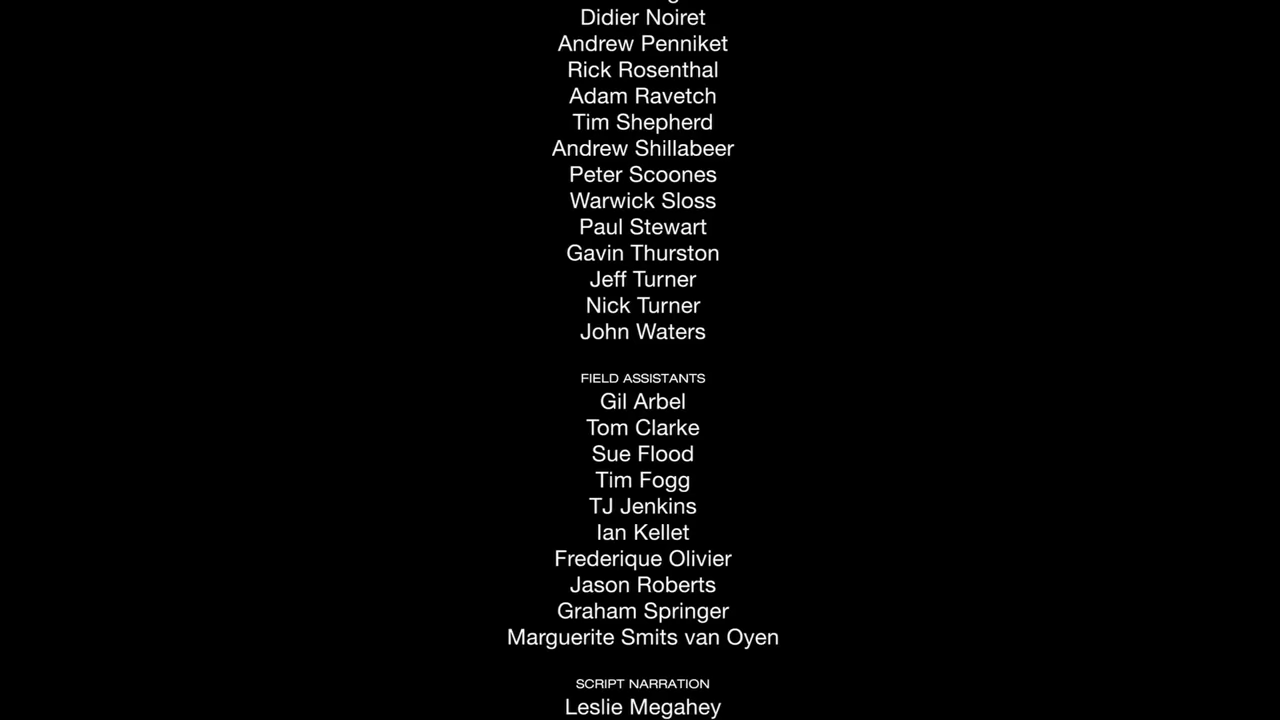 Didier Noiret
Andrew Penniket
Rick Rosenthal
Adam Ravetch
Tim Shepherd
Andrew Shillabeer
Peter Scoones
Warwick Sloss
Paul Stewart
Gavin Thurston
Jeff Turner
Nick Turner
John Waters
FIELD ASSISTANTS
Gil Arbel
Tom Clarke
Sue Flood
Tim Fogg
TJ Jenkins
Ian Kellet
Frederique Olivier
Jason Roberts
Graham Springer
Marguerite Smits van Oyen
SCRIPT NARRATION
Leslie Megahey